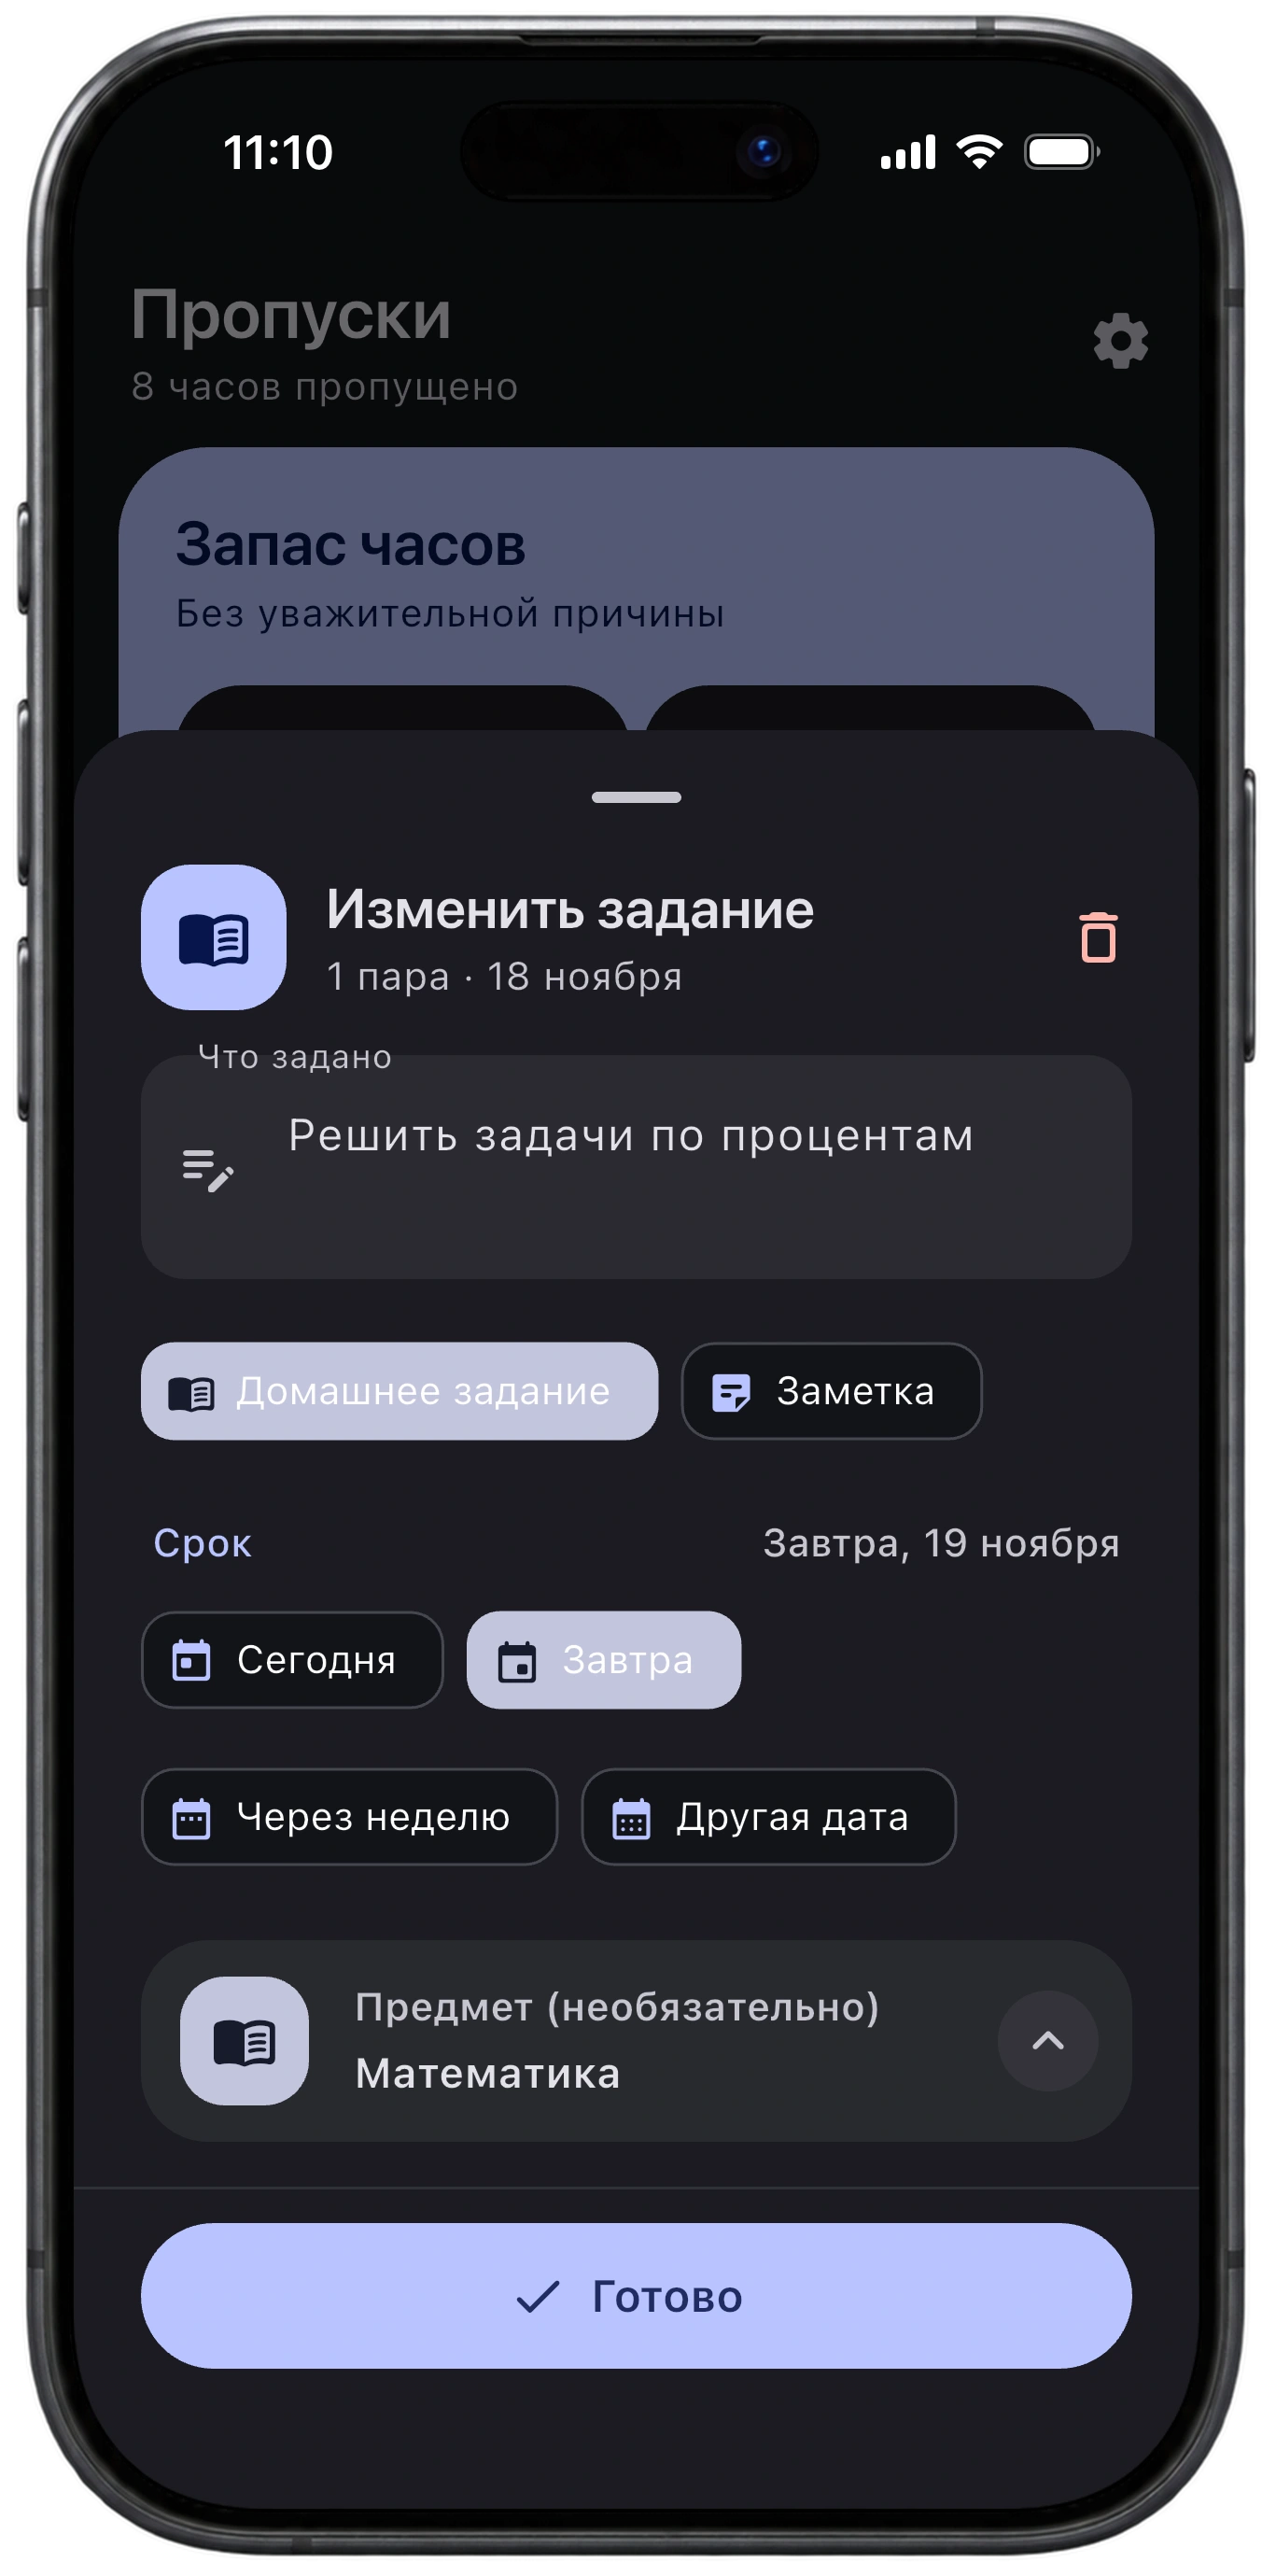 11:10
Пропуски
8 часов пропущено
Запас часов
Без уважительной причины
Изменить задание
1 пара · 18 ноября
Что задано
Решить задачи по процентам
Домашнее задание
Заметка
Срок
Завтра, 19 ноября
Сегодня
Завтра
Через неделю
Другая дата
Предмет (необязательно)
Математика
Готово